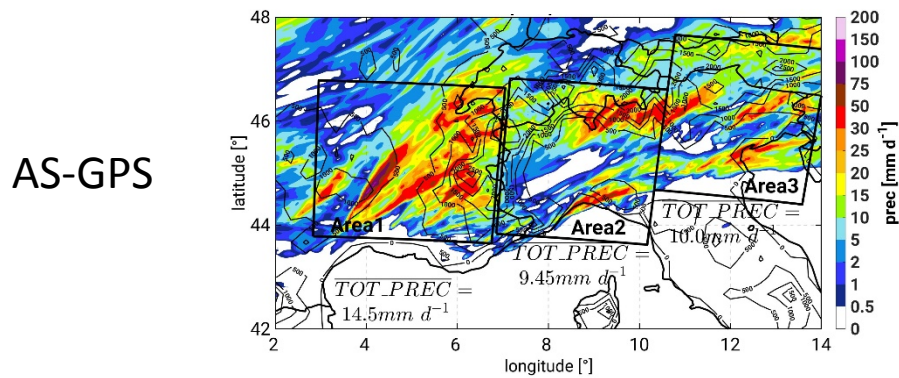 AS-GPS
48
46
44
42
latitude [°]
2 4 6 8 10 12 14
longitude [°]
Area1
Area2
Area3
TOT_PREC =
14.5mm d⁻¹
TOT_PREC =
9.45mm d⁻¹
TOT_PREC =
10.0mm d⁻¹
200
150
100
75
50
30
25
20
15
10
5
2
1
0.5
0
prec [mm d⁻¹]